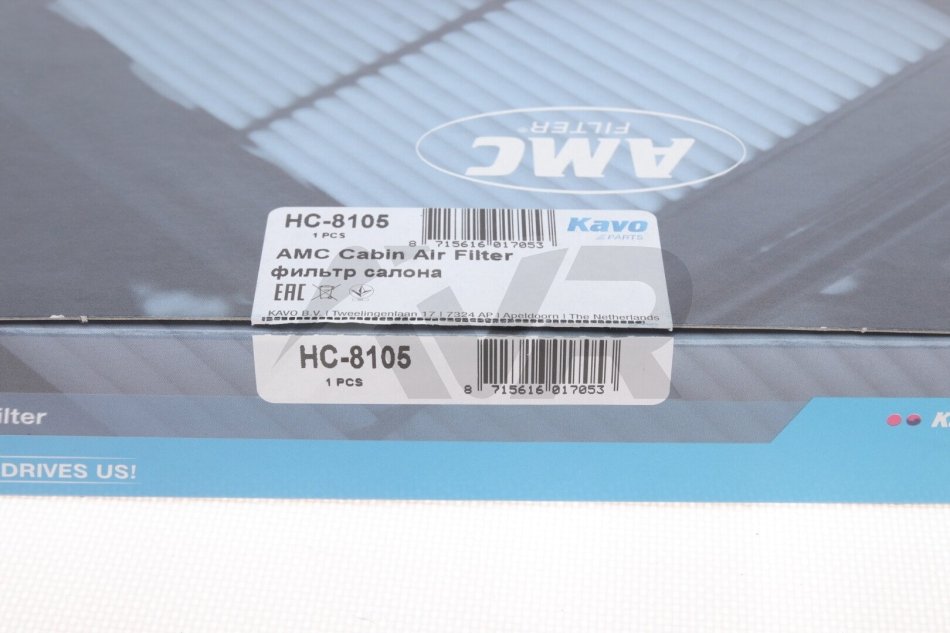 AMC
FILTER®
HC-8105
1 PCS
8 715616 017053
Kavo
PARTS
AMC Cabin Air Filter
фильтр салона
EAC
KAVO B.V. | Tweelingenlaan 17 | 7324 AP | Apeldoorn | The Netherlands
AVR
HC-8105
1 PCS
8 715616 017053
ilter
DRIVES US!